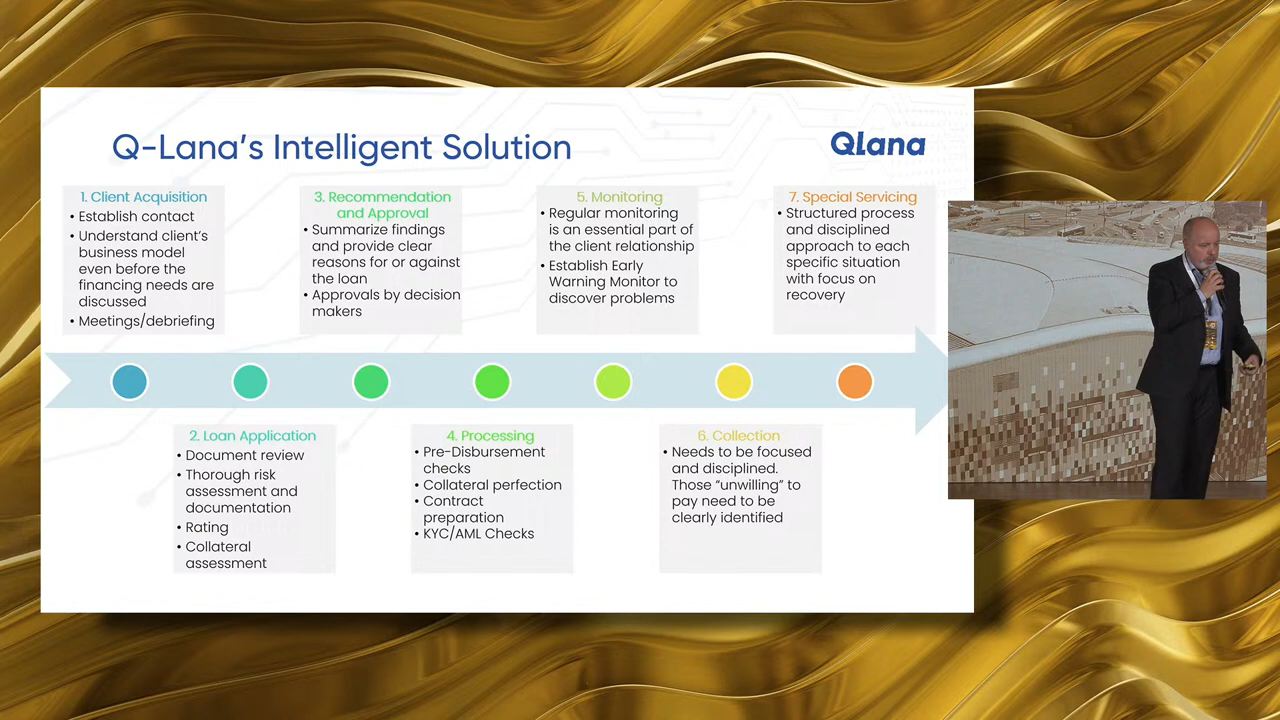 Q-Lana's Intelligent Solution
Qlana
1. Client Acquisition
• Establish contact
• Understand client's
business model
even before the
financing needs are
discussed
• Meetings/debriefing
3. Recommendation
and Approval
• Summarize findings
and provide clear
reasons for or against
the loan
• Approvals by decision
makers
5. Monitoring
• Regular monitoring
is an essential part of
the client relationship
• Establish Early
Warning Monitor to
discover problems
7. Special Servicing
• Structured process
and disciplined
approach to each
specific situation
with focus on
recovery
2. Loan Application
• Document review
• Thorough risk
assessment and
documentation
• Rating
• Collateral
assessment
4. Processing
• Pre-Disbursement
checks
• Collateral perfection
• Contract
preparation
• KYC/AML Checks
6. Collection
• Needs to be focused
and disciplined.
Those “unwilling” to
pay need to be
clearly identified